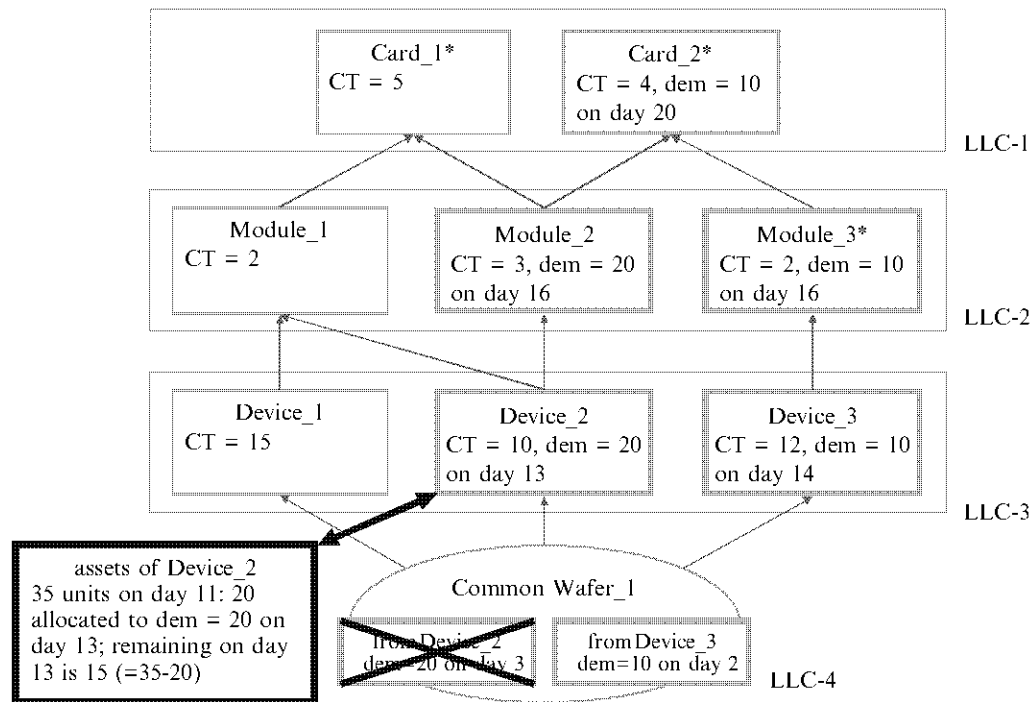 Card_1*
CT = 5
Card_2*
CT = 4, dem = 10
on day 20
LLC-1
Module_1
CT = 2
Module_2
CT = 3, dem = 20
on day 16
Module_3*
CT = 2, dem = 10
on day 16
LLC-2
Device_1
CT = 15
Device_2
CT = 10, dem = 20
on day 13
Device_3
CT = 12, dem = 10
on day 14
LLC-3
assets of Device_2
35 units on day 11: 20
allocated to dem = 20 on
day 13; remaining on day
13 is 15 (=35-20)
Common Wafer_1
from Device_2
dem=20 on day 3
from Device_3
dem=10 on day 2
LLC-4